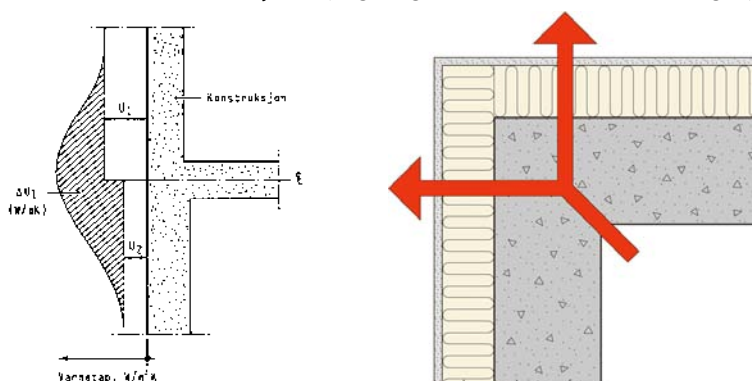 U₁
Konstruksjon
ΔU₁
(W/mK)
U₂
Varmetap, W/m²K